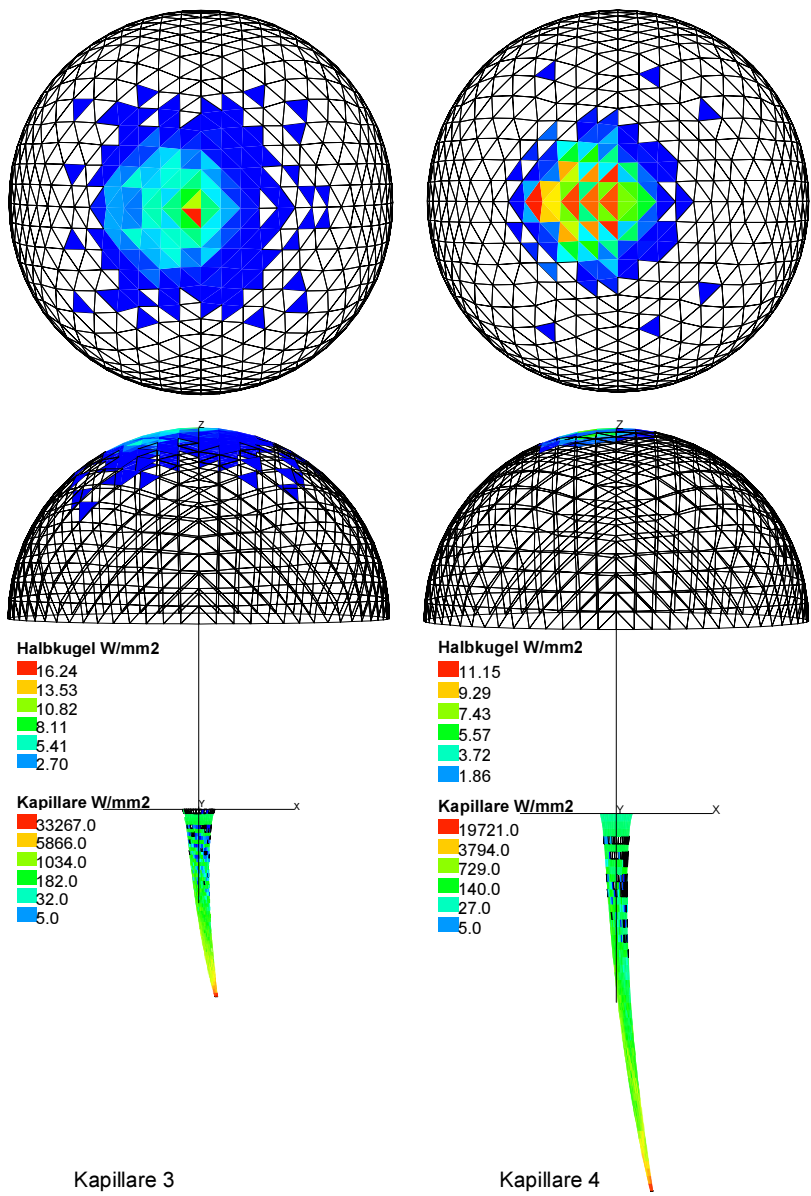 Z
Halbkugel W/mm2
16.24
13.53
10.82
8.11
5.41
2.70
Kapillare W/mm2
33267.0
5866.0
1034.0
182.0
32.0
5.0
Y
X
Kapillare 3
Z
Halbkugel W/mm2
11.15
9.29
7.43
5.57
3.72
1.86
Kapillare W/mm2
19721.0
3794.0
729.0
140.0
27.0
5.0
Y
X
Kapillare 4